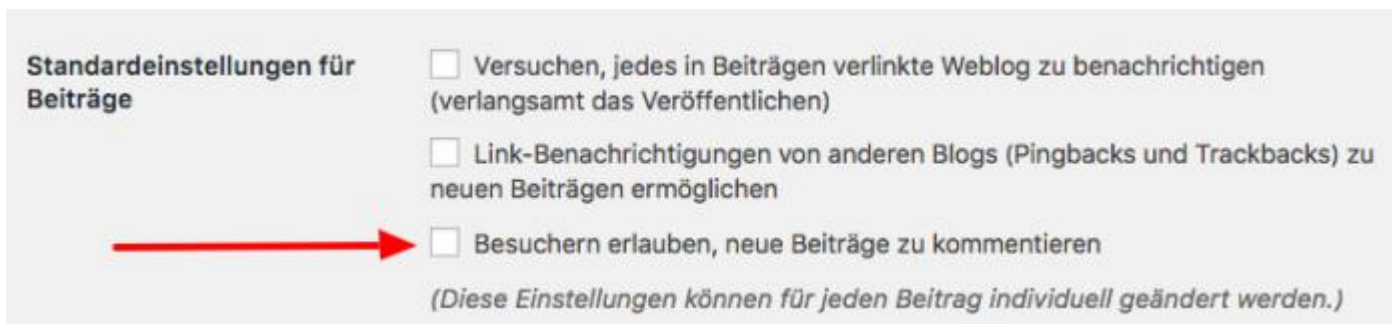 Standardeinstellungen für
Beiträge
Versuchen, jedes in Beiträgen verlinkte Weblog zu benachrichtigen
(verlangsamt das Veröffentlichen)
Link-Benachrichtigungen von anderen Blogs (Pingbacks und Trackbacks) zu
neuen Beiträgen ermöglichen
Besuchern erlauben, neue Beiträge zu kommentieren
(Diese Einstellungen können für jeden Beitrag individuell geändert werden.)